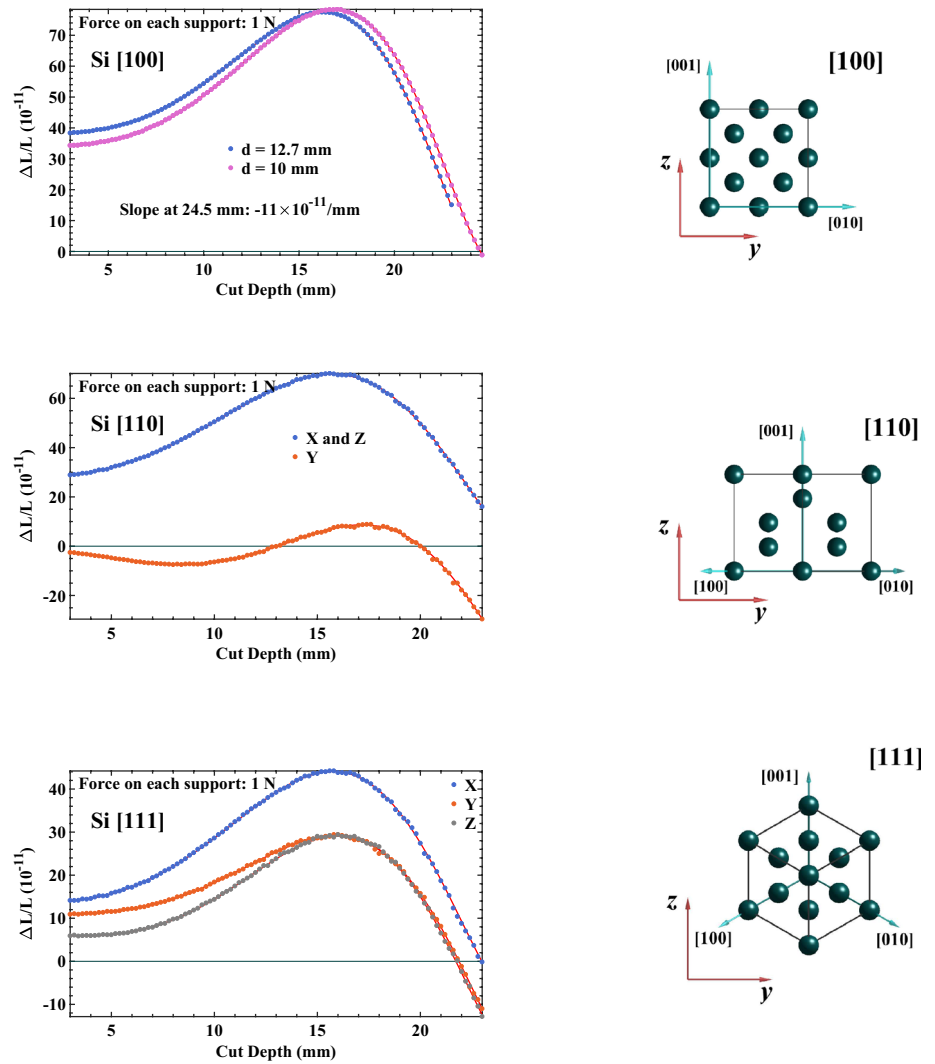 Force on each support: 1 N
Si [100]
ΔL/L (10⁻¹¹)
70
60
50
40
30
20
10
0
d = 12.7 mm
d = 10 mm
Slope at 24.5 mm: -11×10⁻¹¹/mm
5 10 15 20
Cut Depth (mm)
[001]
[100]
z
[010]
y
Force on each support: 1 N
Si [110]
ΔL/L (10⁻¹¹)
60
40
20
0
-20
X and Z
Y
5 10 15 20
Cut Depth (mm)
[001]
[110]
z
[100]
[010]
y
Force on each support: 1 N
Si [111]
ΔL/L (10⁻¹¹)
40
30
20
10
0
-10
X
Y
Z
5 10 15 20
Cut Depth (mm)
[001]
[111]
z
[100]
[010]
y